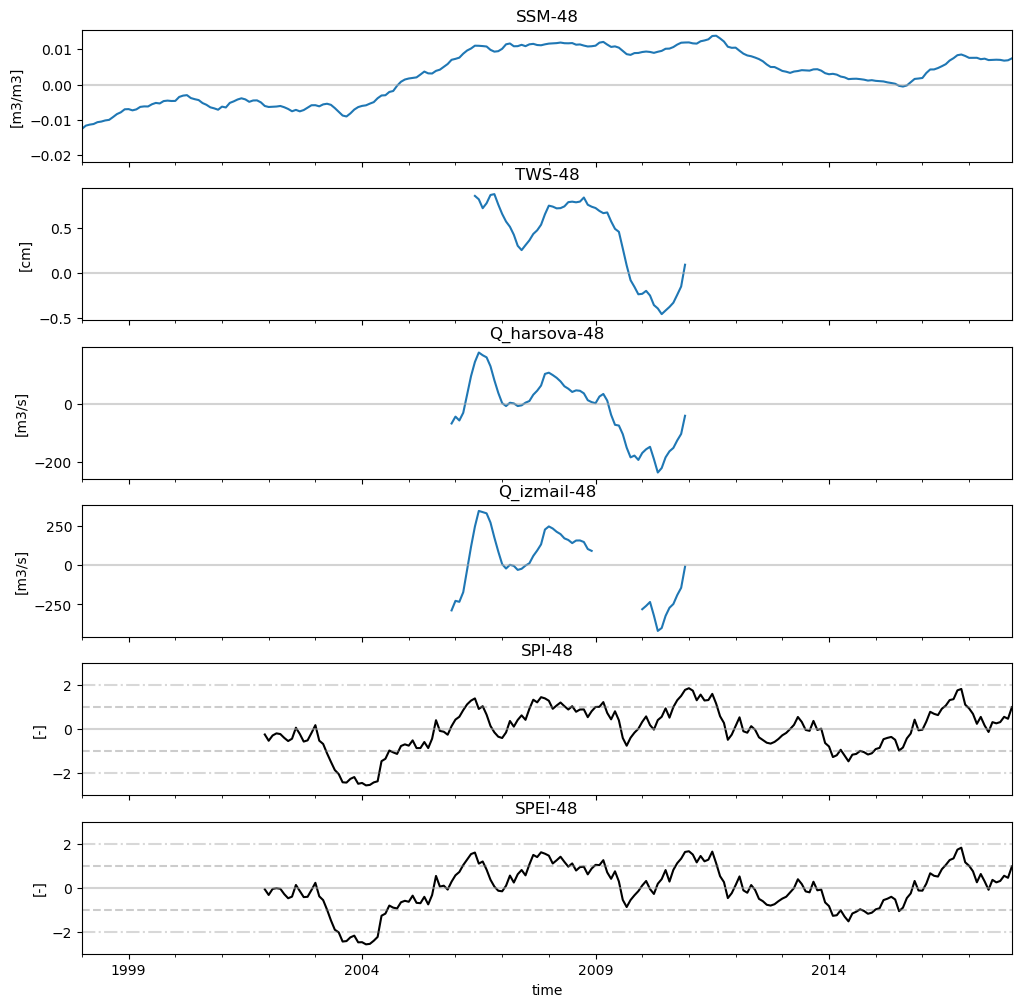 SSM-48
0.01
0.00
−0.01
−0.02
[m3/m3]
TWS-48
0.5
0.0
−0.5
[cm]
Q_harsova-48
0
−200
[m3/s]
Q_izmail-48
250
0
−250
[m3/s]
SPI-48
2
0
−2
[-]
SPEI-48
2
0
−2
[-]
1999 2004 2009 2014
time